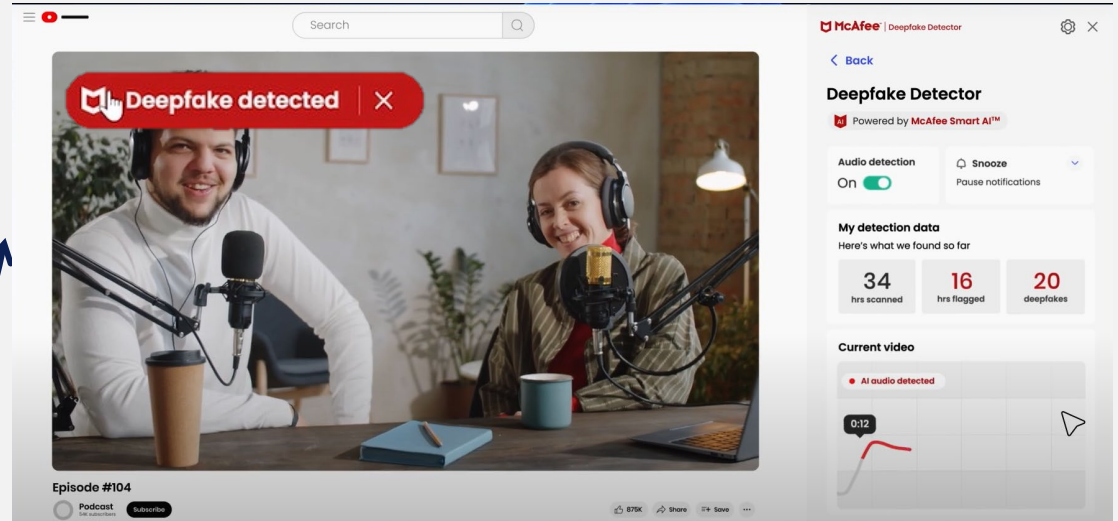 Search
Deepfake detected
Episode #104
Podcast
Subscribe
875K
Share
Save
McAfee | Deepfake Detector
Back
Deepfake Detector
AI Powered by McAfee Smart AI™
Audio detection
On
Snooze
Pause notifications
My detection data
Here's what we found so far
34
hrs scanned
16
hrs flagged
20
deepfakes
Current video
AI audio detected
0:12